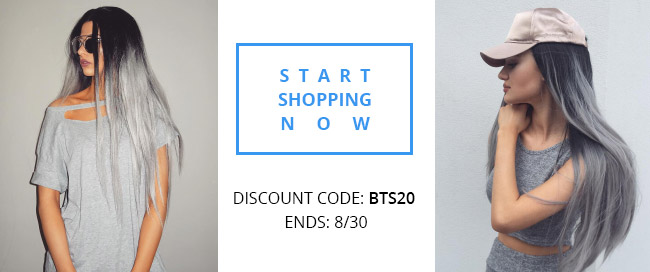 START
SHOPPING
NOW
DISCOUNT CODE: BTS20
ENDS: 8/30